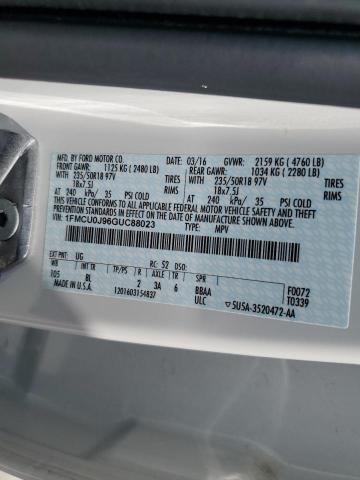 MFD. BY FORD MOTOR CO.
03/16 GVWR: 2159 KG ( 4760 LB)
FRONT GAWR: 1125 KG ( 2480 LB)
REAR GAWR: 1034 KG ( 2280 LB)
WITH 235/50R18 97V TIRES
WITH 235/50R18 97V TIRES
18x7.5J RIMS
18x7.5J RIMS
AT 240 kPa/ 35 PSI COLD
AT 240 kPa/ 35 PSI COLD
THIS VEHICLE CONFORMS TO ALL APPLICABLE FEDERAL MOTOR VEHICLE SAFETY, BUMPER, AND THEFT PREVENTION STANDARDS IN EFFECT ON THE DATE OF MANUFACTURE SHOWN ABOVE.
VIN: 1FMCU0J96GUC88023
TYPE: MPV
EXT PNT: UG RC: 52 DSO: F0072
WB INT TR TP/PS R AXLE TR SPR T0339
105 BL 2 3A 6 BBAA
MADE IN U.S.A. 1201603154837 ULC ▽5U5A-3520472-AA